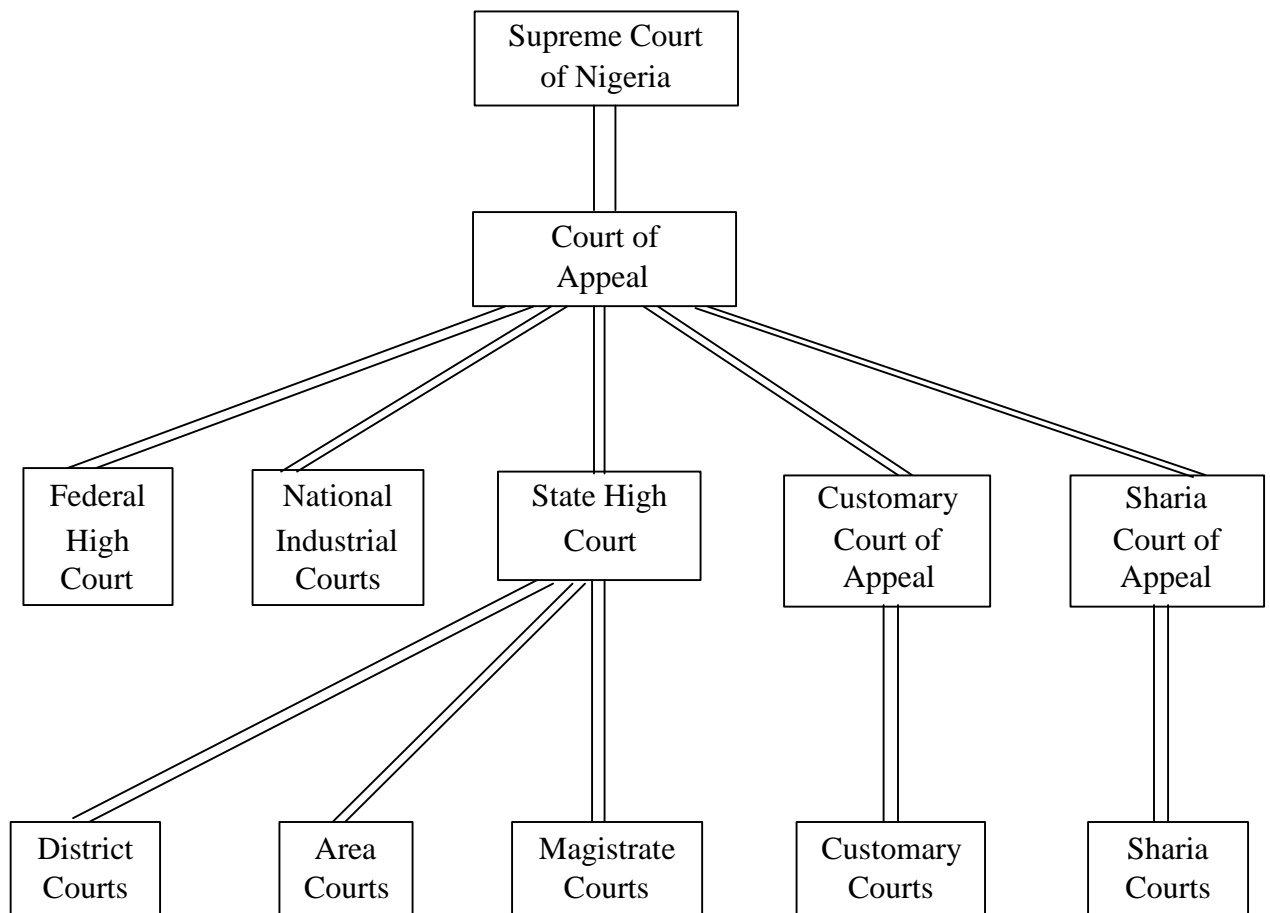 Supreme Court
of Nigeria
Court of
Appeal
Federal
High
Court
National
Industrial
Courts
State High
Court
Customary
Court of
Appeal
Sharia
Court of
Appeal
District
Courts
Area
Courts
Magistrate
Courts
Customary
Courts
Sharia
Courts